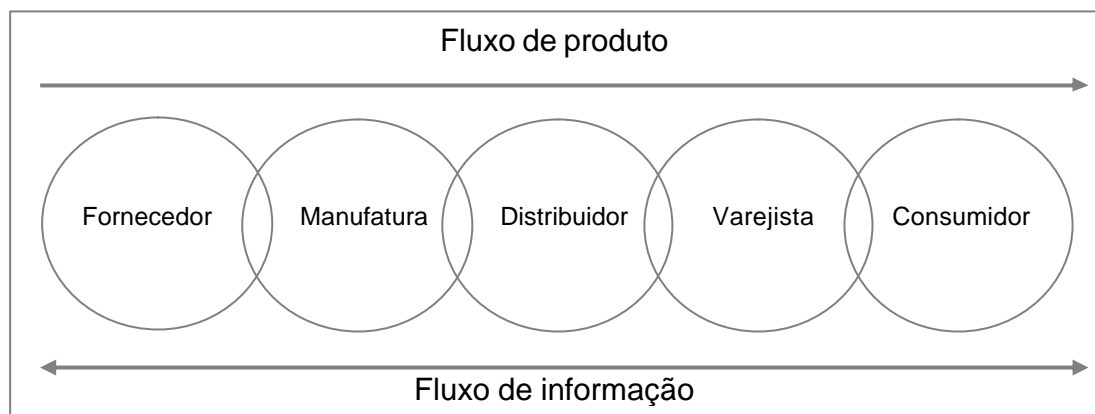 Fluxo de produto
Fornecedor Manufatura Distribuidor Varejista Consumidor
Fluxo de informação